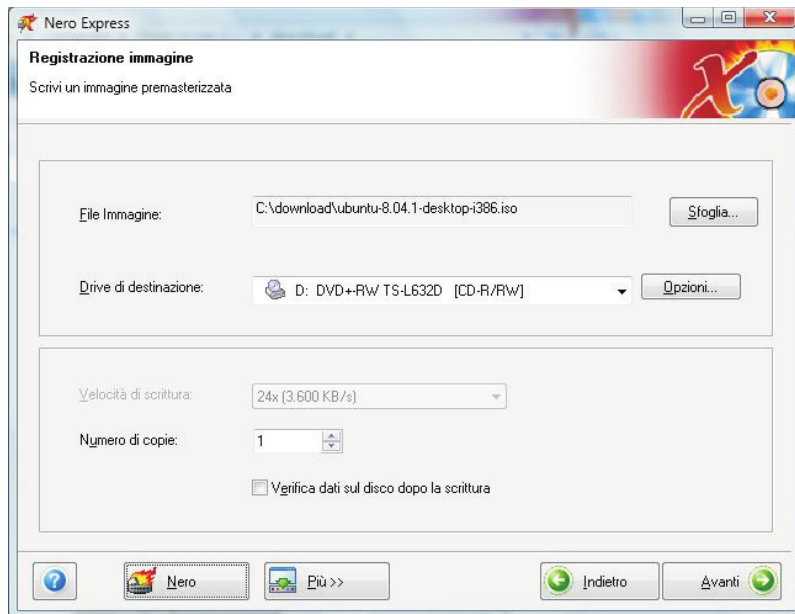 Nero Express
Registrazione immagine
Scrivi un immagine premasterizzata
File Immagine: C:\download\ubuntu-8.04.1-desktop-i386.iso Sfoglia...
Drive di destinazione: D: DVD+-RW TS-L632D [CD-R/RW] Opzioni...
Velocità di scrittura: 24x (3.600 KB/s)
Numero di copie: 1
Verifica dati sul disco dopo la scrittura
? Nero Più >> Indietro Avanti